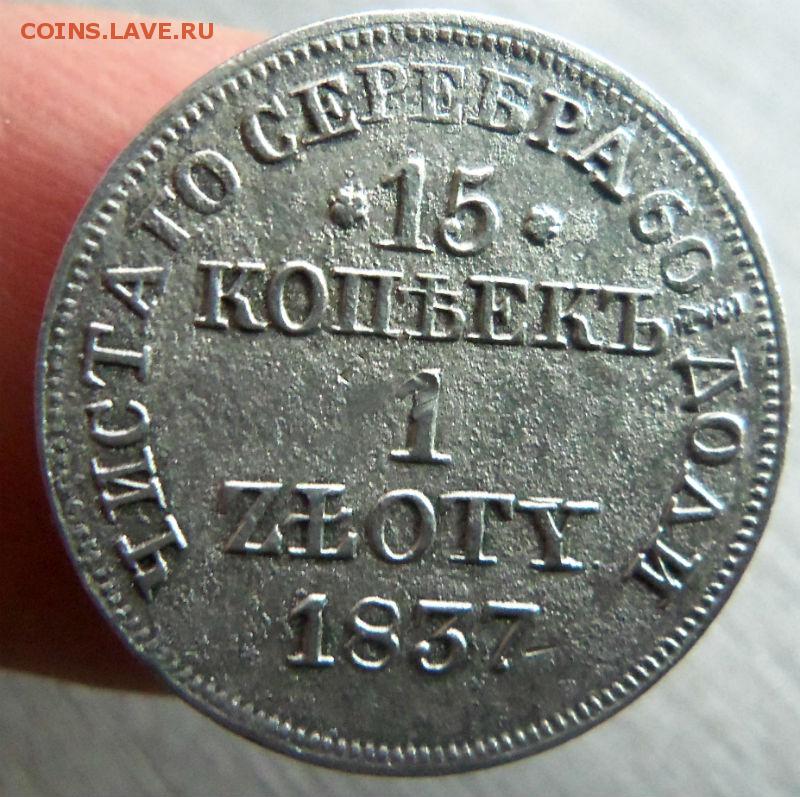 COINS.LAVE.RU
ЧИСТАГО СЕРЕБРА 60 ДОЛИ
* 15 *
КОПѢЕКЪ
1
ZŁOTY
1837